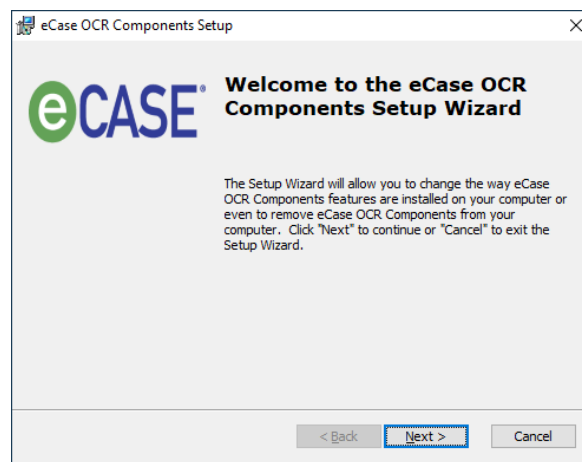 eCase OCR Components Setup
eCASE®
Welcome to the eCase OCR
Components Setup Wizard
The Setup Wizard will allow you to change the way eCase
OCR Components features are installed on your computer or
even to remove eCase OCR Components from your
computer. Click "Next" to continue or "Cancel" to exit the
Setup Wizard.
< Back
Next >
Cancel